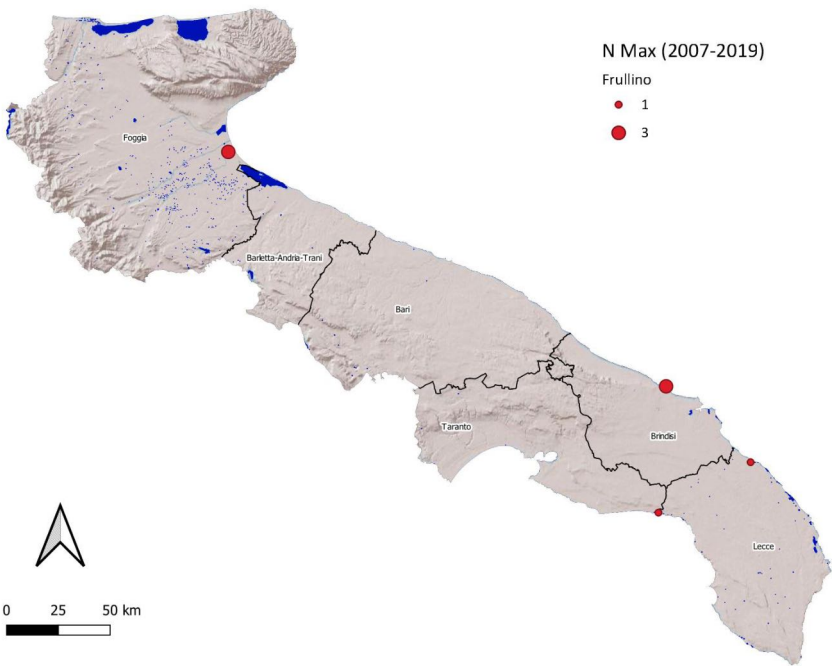 N Max (2007-2019)
Frullino
1
3
Foggia
Barletta-Andria-Trani
Bari
Taranto
Brindisi
Lecce
0 25 50 km